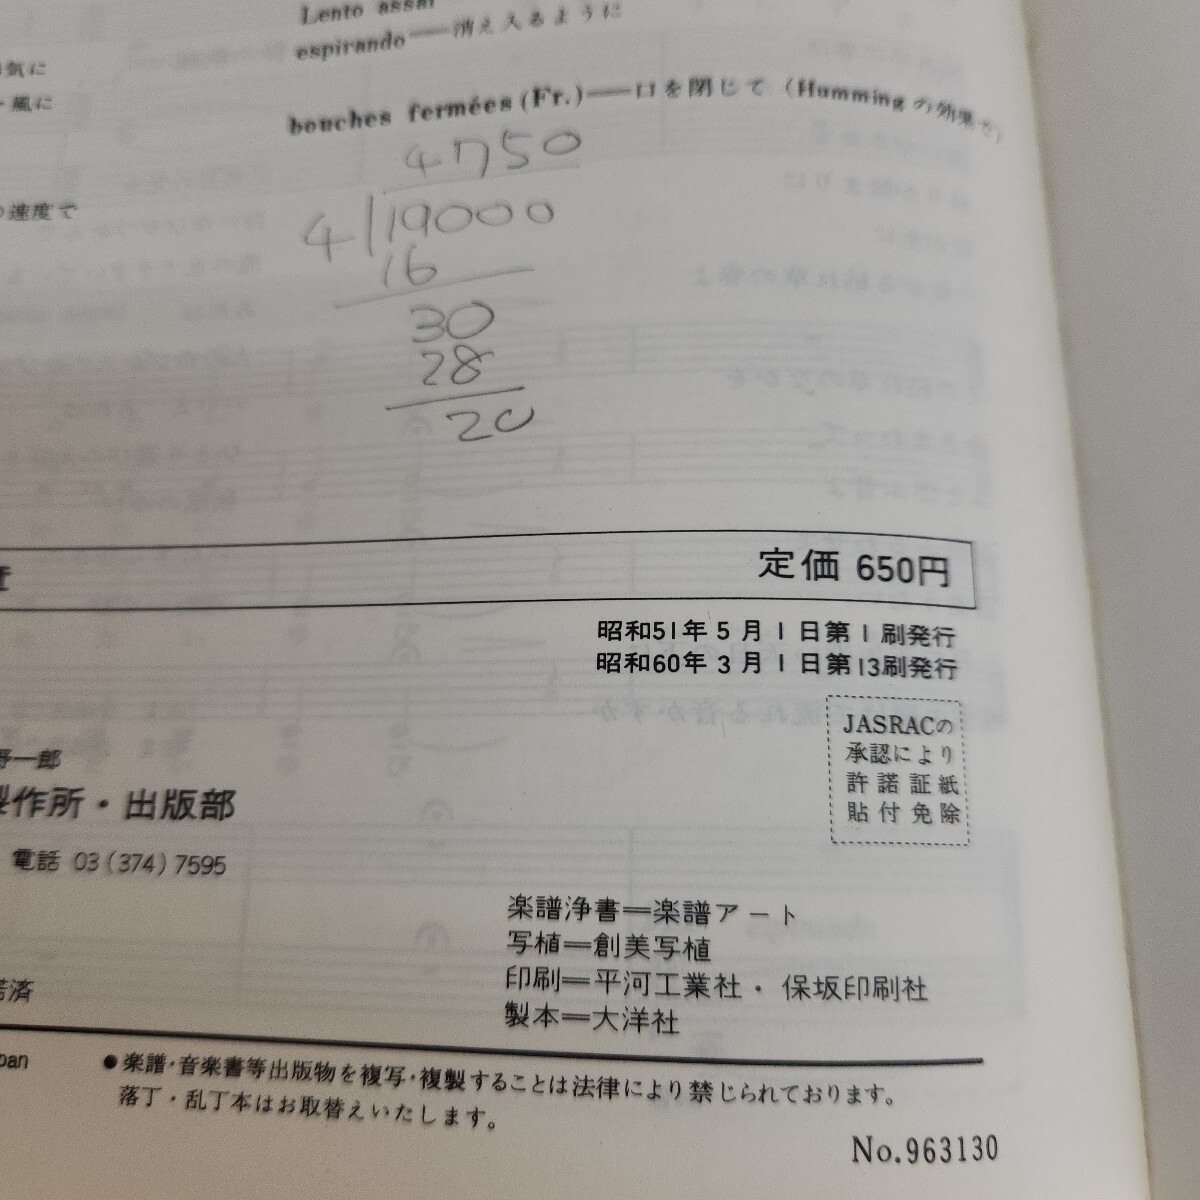 Lento assai
espirando──消え入るように
気に
風に
bouches fermées (Fr.)──口を閉じて (Hummingの効果で)
の速度で
4750
4 19000
16
30
28
20
定価 650円
昭和51年5月1日第1刷発行
昭和60年3月1日第13刷発行
JASRACの
承認により
許諾証紙
貼付免除
野一郎
製作所・出版部
電話 03(374)7595
楽譜浄書＝楽譜アート
写植＝創美写植
印刷＝平河工業社・保坂印刷社
製本＝大洋社
諾済
pan
●楽譜・音楽書等出版物を複写・複製することは法律により禁じられております。
落丁・乱丁本はお取替えいたします。
No.963130